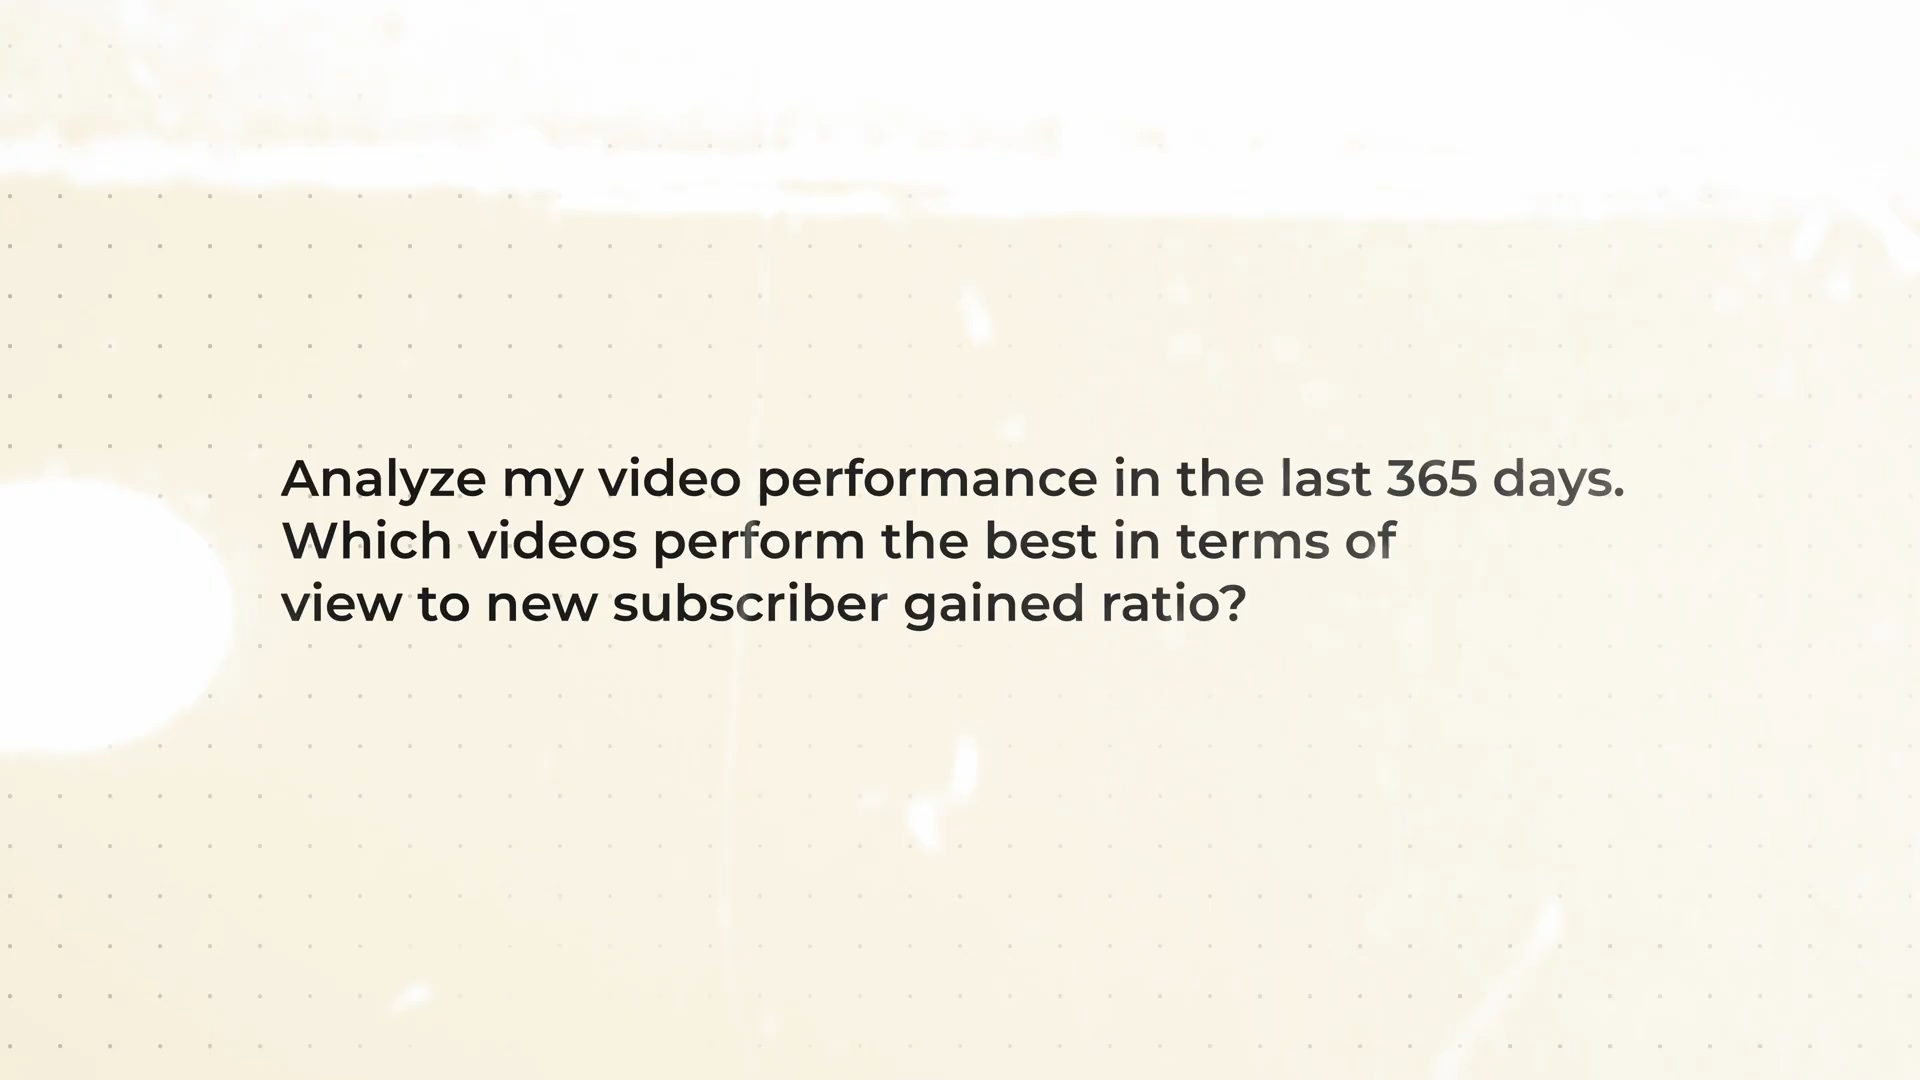 Analyze my video performance in the last 365 days.
Which videos perform the best in terms of
view to new subscriber gained ratio?